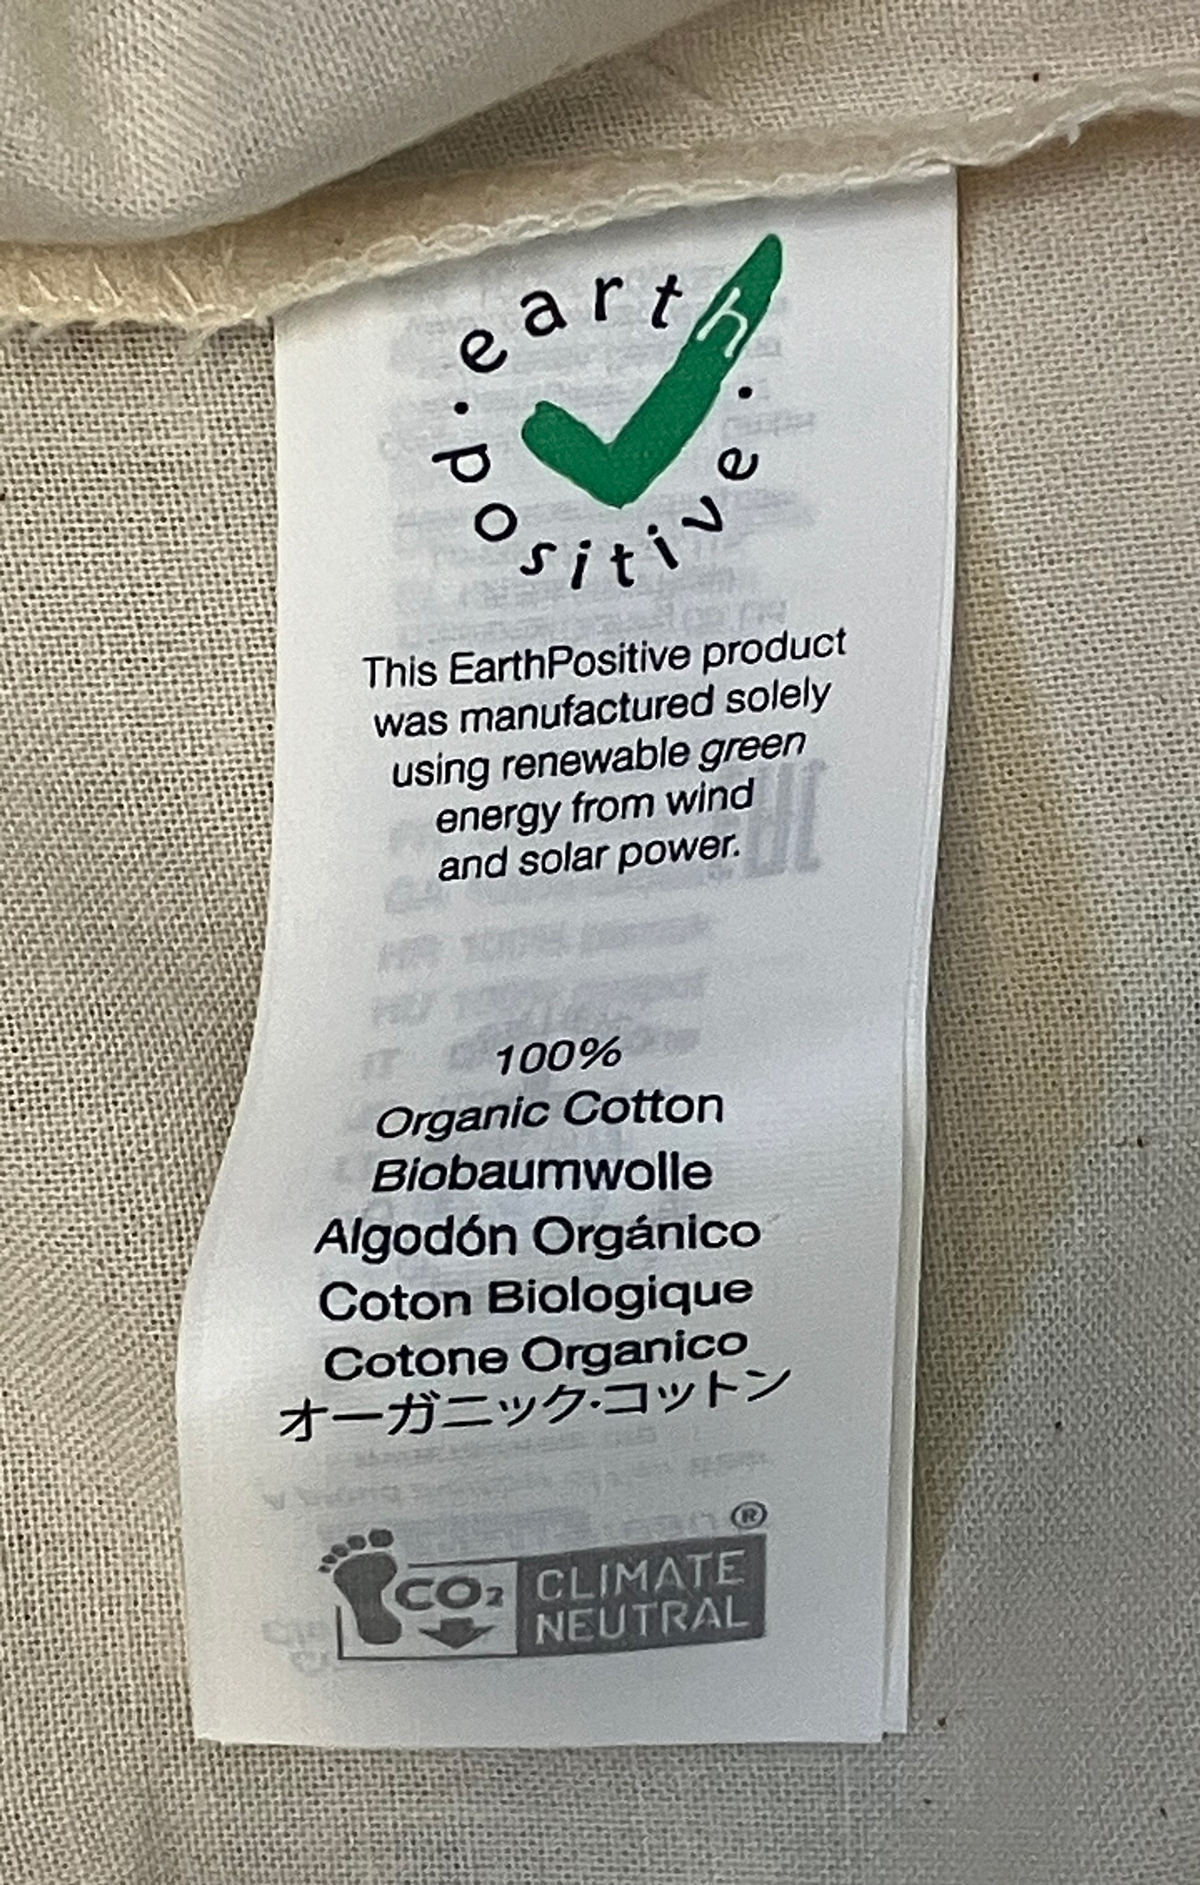 earth
positive
This EarthPositive product
was manufactured solely
using renewable green
energy from wind
and solar power.
100%
Organic Cotton
Biobaumwolle
Algodón Orgánico
Coton Biologique
Cotone Organico
オーガニック·コットン
®
CO₂
CLIMATE
NEUTRAL